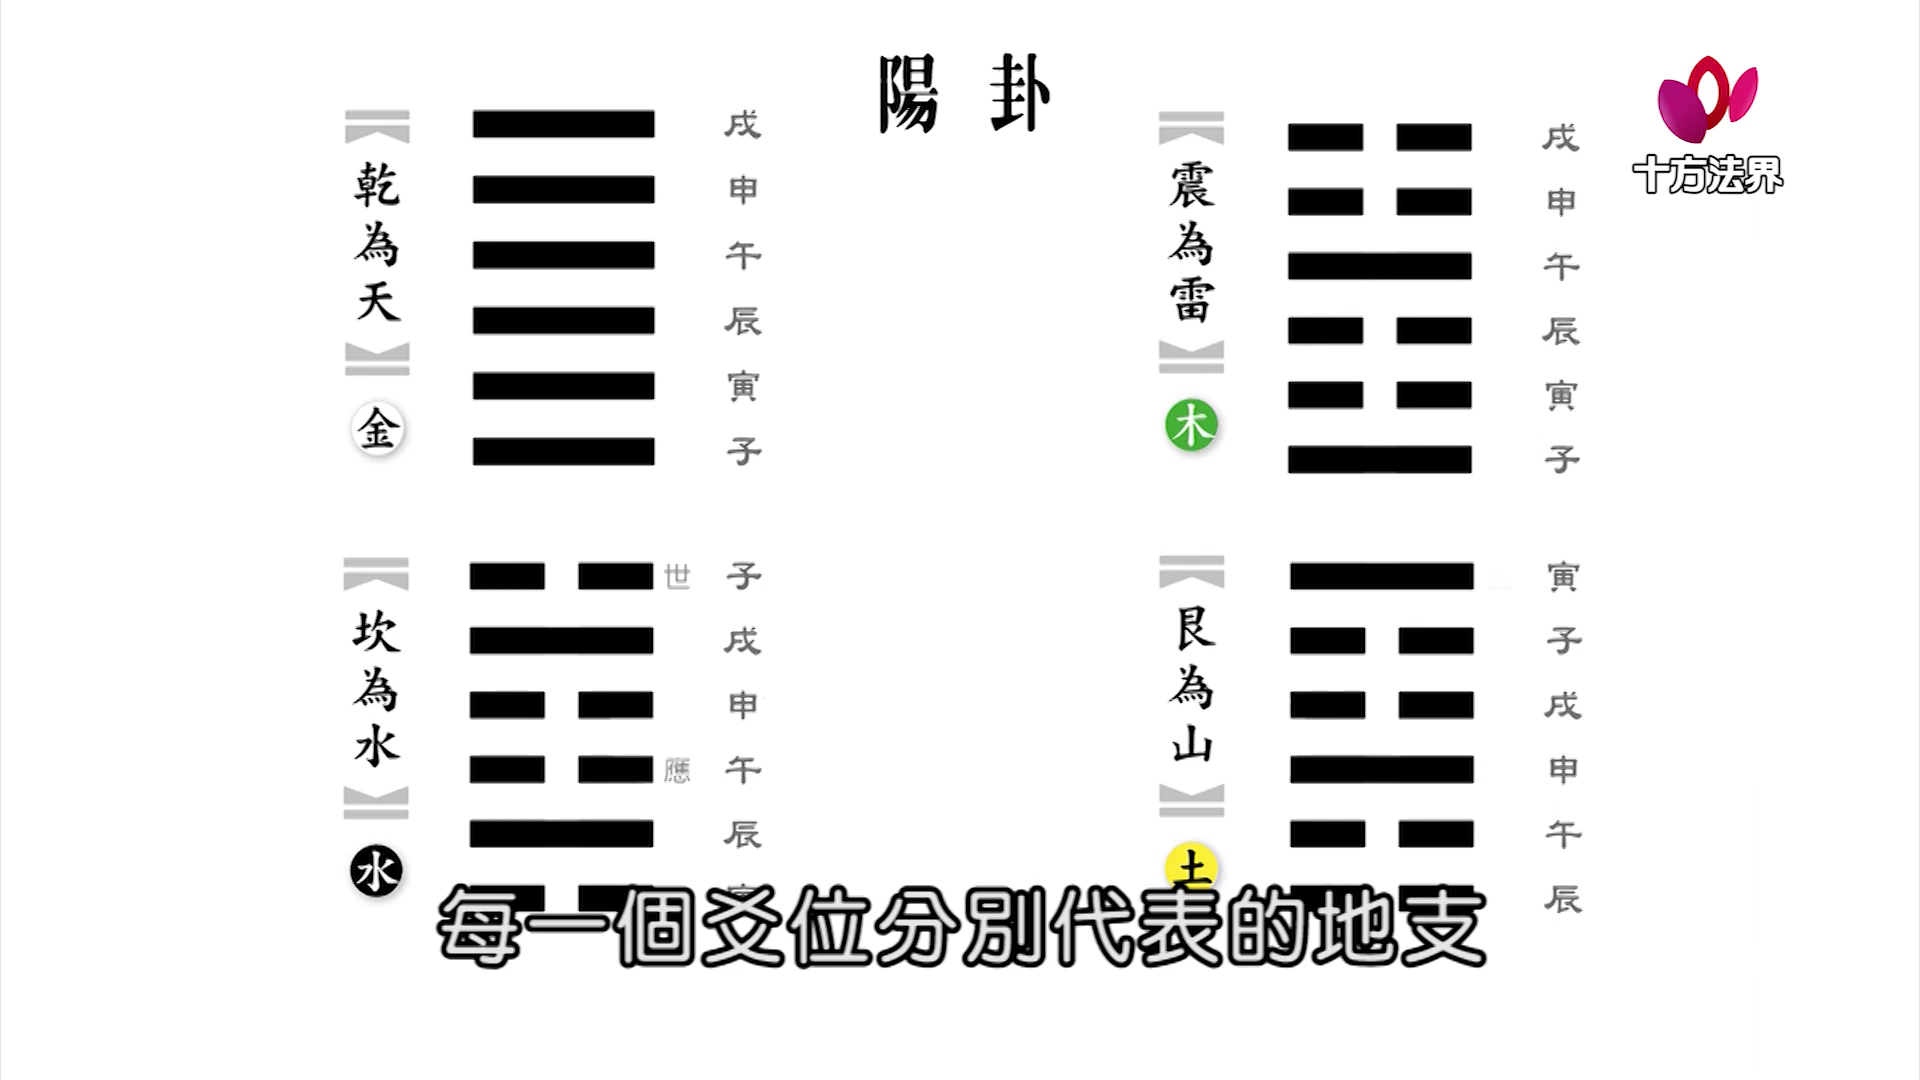 陽卦
十方法界
乾為天
金
戌
申
午
辰
寅
子
震為雷
木
戌
申
午
辰
寅
子
坎為水
水
世 子
戌
申
應 午
辰
艮為山
土
寅
子
戌
申
午
辰
每一個爻位分別代表的地支